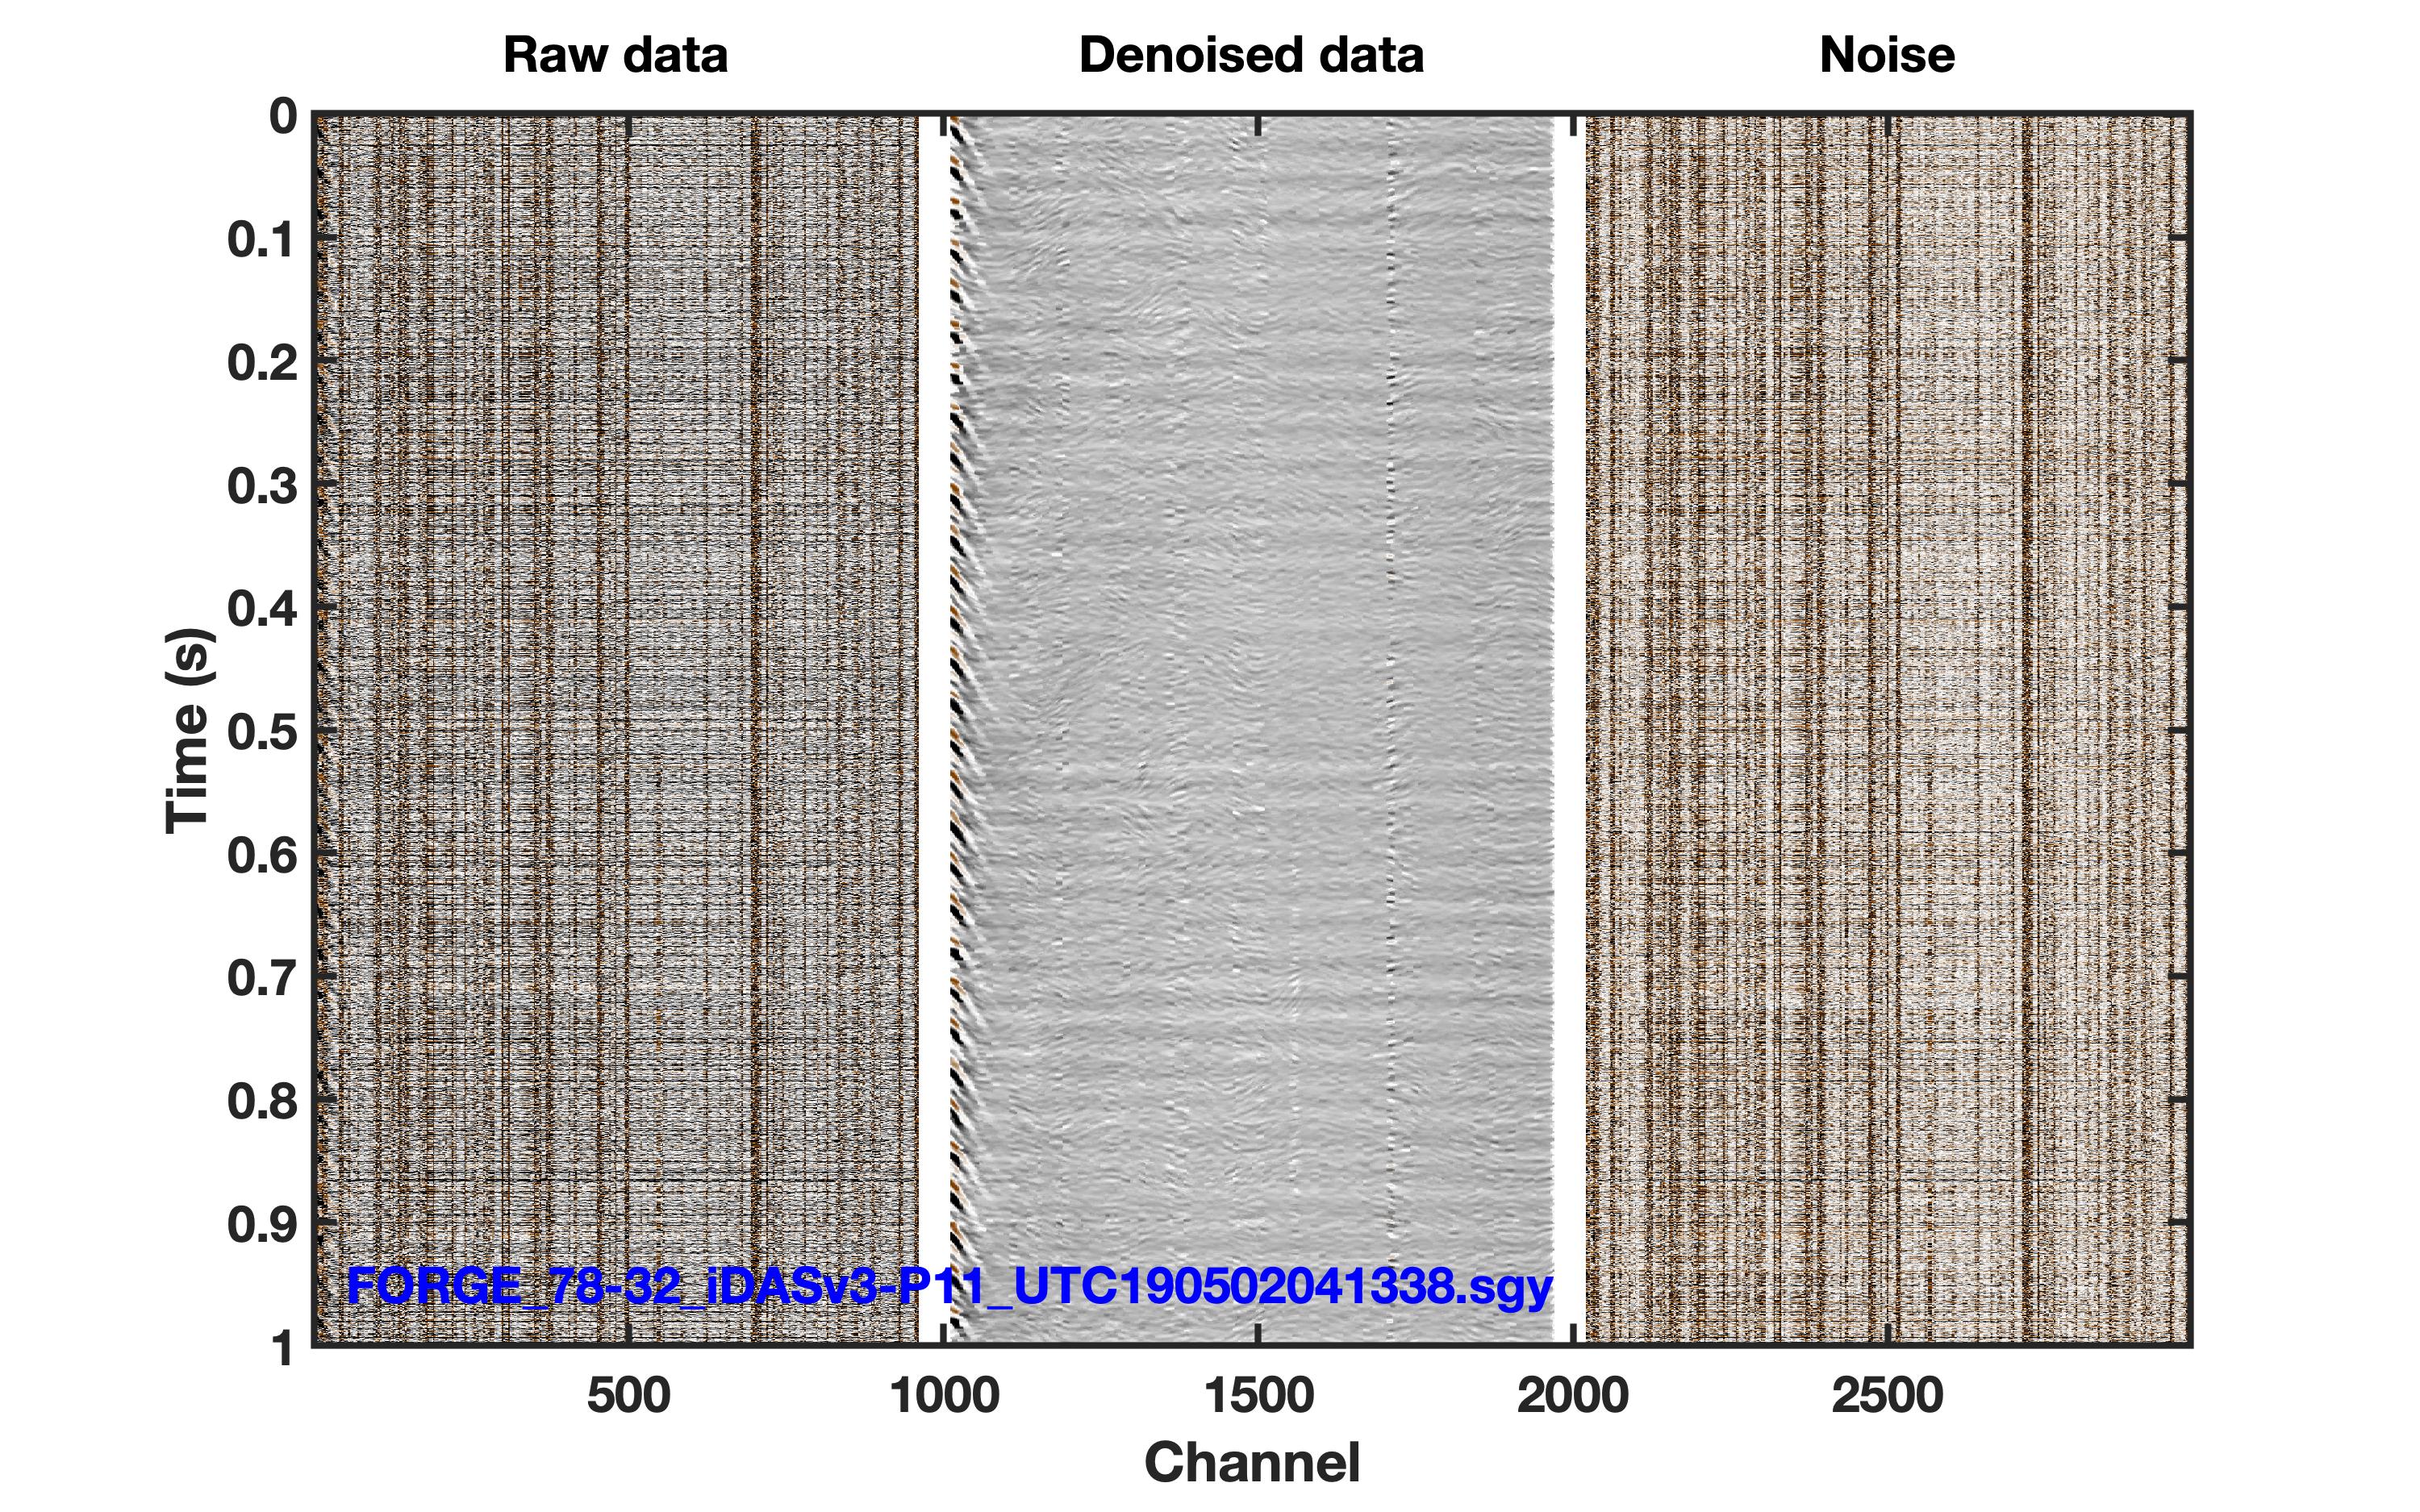 Raw data Denoised data Noise
0
0.1
0.2
0.3
0.4
0.5
0.6
0.7
0.8
0.9
1
Time (s)
FORGE_78-32_iDASv3-P11_UTC190502041338.sgy
500 1000 1500 2000 2500
Channel